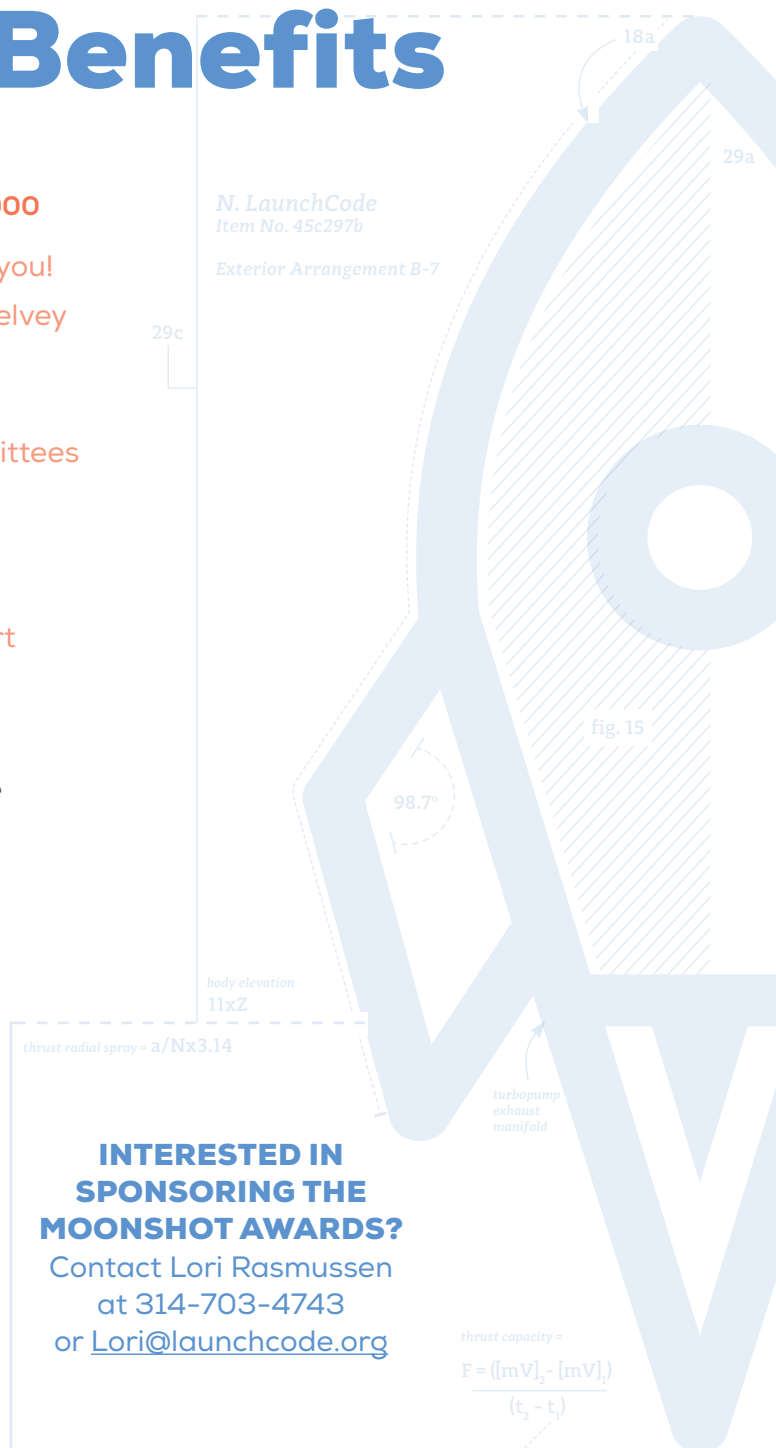 Benefits
18a
29a
N. LaunchCode
Item No. 45c297b
Exterior Arrangement B-7
000
you!
elvey
29c
ittees
rt
fig. 15
98.7°
e
body elevation
11xZ
thrust radial spray = a/Nx3.14
turbopump
exhaust
manifold
INTERESTED IN
SPONSORING THE
MOONSHOT AWARDS?
Contact Lori Rasmussen
at 314-703-4743
or Lori@launchcode.org
thrust capacity =
F = ([mV]₂- [mV]₁)
(t₂ - t₁)